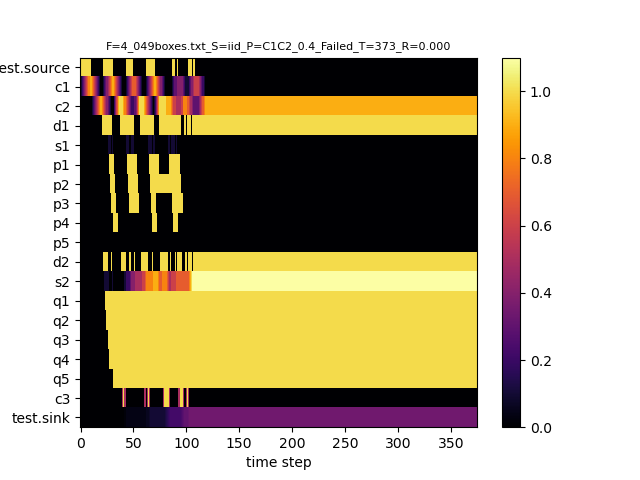 F=4_049boxes.txt_S=iid_P=C1C2_0.4_Failed_T=373_R=0.000
est.source
c1
c2
d1
s1
p1
p2
p3
p4
p5
d2
s2
q1
q2
q3
q4
q5
c3
test.sink
0 50 100 150 200 250 300 350
time step
1.0
0.8
0.6
0.4
0.2
0.0